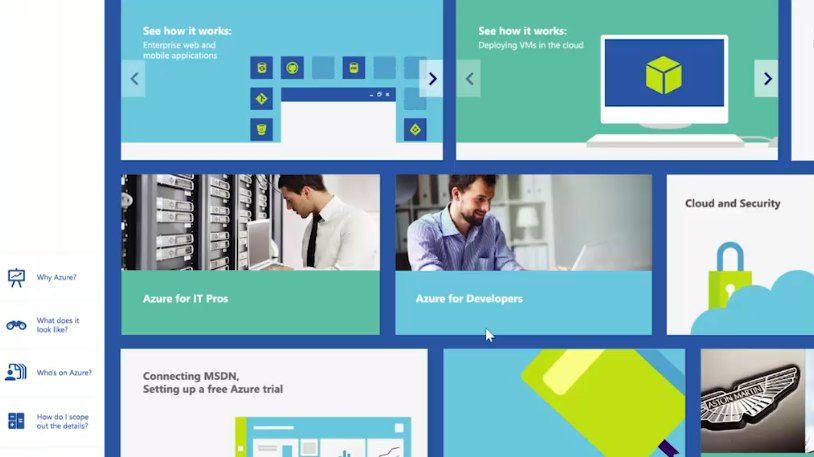 See how it works:
Enterprise web and
mobile applications
See how it works:
Deploying VMs in the cloud
Azure for IT Pros
Azure for Developers
Cloud and Security
Why Azure?
What does it
look like?
Who's on Azure?
How do I scope
out the details?
Connecting MSDN,
Setting up a free Azure trial
ASTON MARTIN